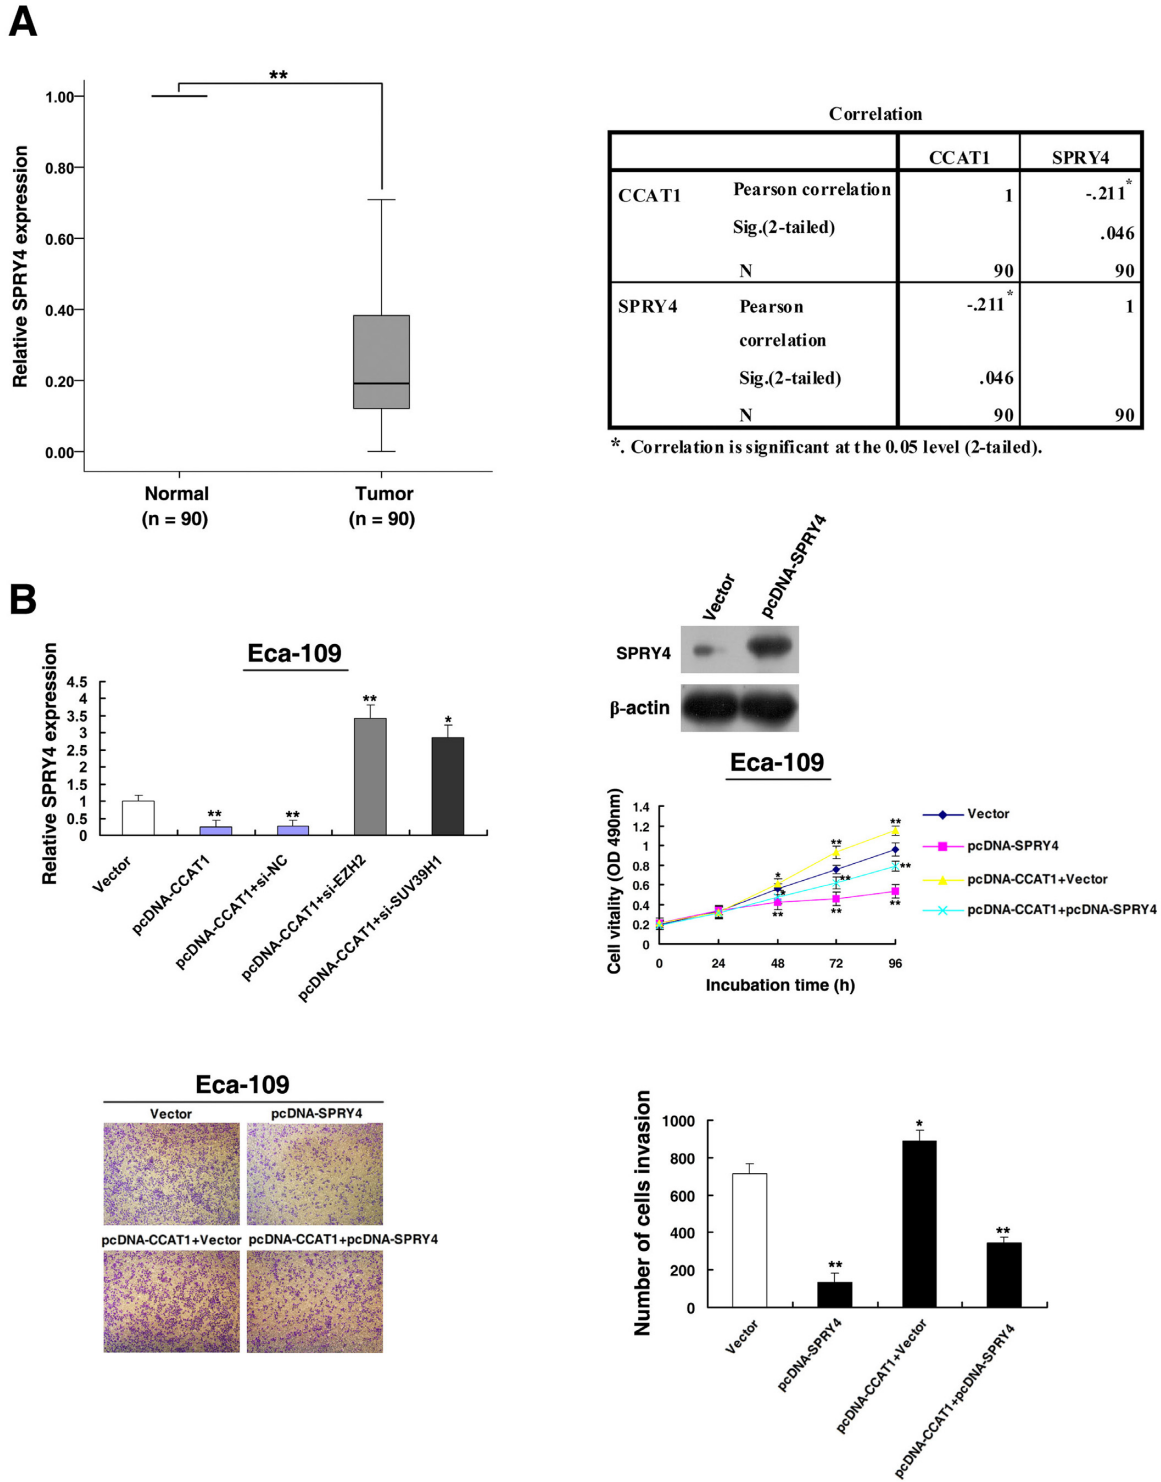 A
Relative SPRY4 expression
1.00
0.80
0.60
0.40
0.20
0.00
**
Normal
(n = 90)
Tumor
(n = 90)
Correlation
CCAT1 SPRY4
CCAT1 Pearson correlation 1 -.211*
Sig.(2-tailed) .046
N 90 90
SPRY4 Pearson -.211* 1
correlation
Sig.(2-tailed) .046
N 90 90
*. Correlation is significant at the 0.05 level (2-tailed).
B
Eca-109
Relative SPRY4 expression
4.5
4
3.5
3
2.5
2
1.5
1
0.5
0
**
**
**
*
Vector
pcDNA-CCAT1
pcDNA-CCAT1+si-NC
pcDNA-CCAT1+si-EZH2
pcDNA-CCAT1+si-SUV39H1
Vector
pcDNA-SPRY4
SPRY4
β-actin
Eca-109
Cell vitality (OD 490nm)
1.4
1.2
1
0.8
0.6
0.4
0.2
0
*
*
**
**
**
**
**
**
**
0 24 48 72 96
Incubation time (h)
Vector
pcDNA-SPRY4
pcDNA-CCAT1+Vector
pcDNA-CCAT1+pcDNA-SPRY4
Eca-109
Vector pcDNA-SPRY4
pcDNA-CCAT1+Vector pcDNA-CCAT1+pcDNA-SPRY4
Number of cells invasion
1000
800
600
400
200
0
**
*
**
Vector
pcDNA-SPRY4
pcDNA-CCAT1+Vector
pcDNA-CCAT1+pcDNA-SPRY4